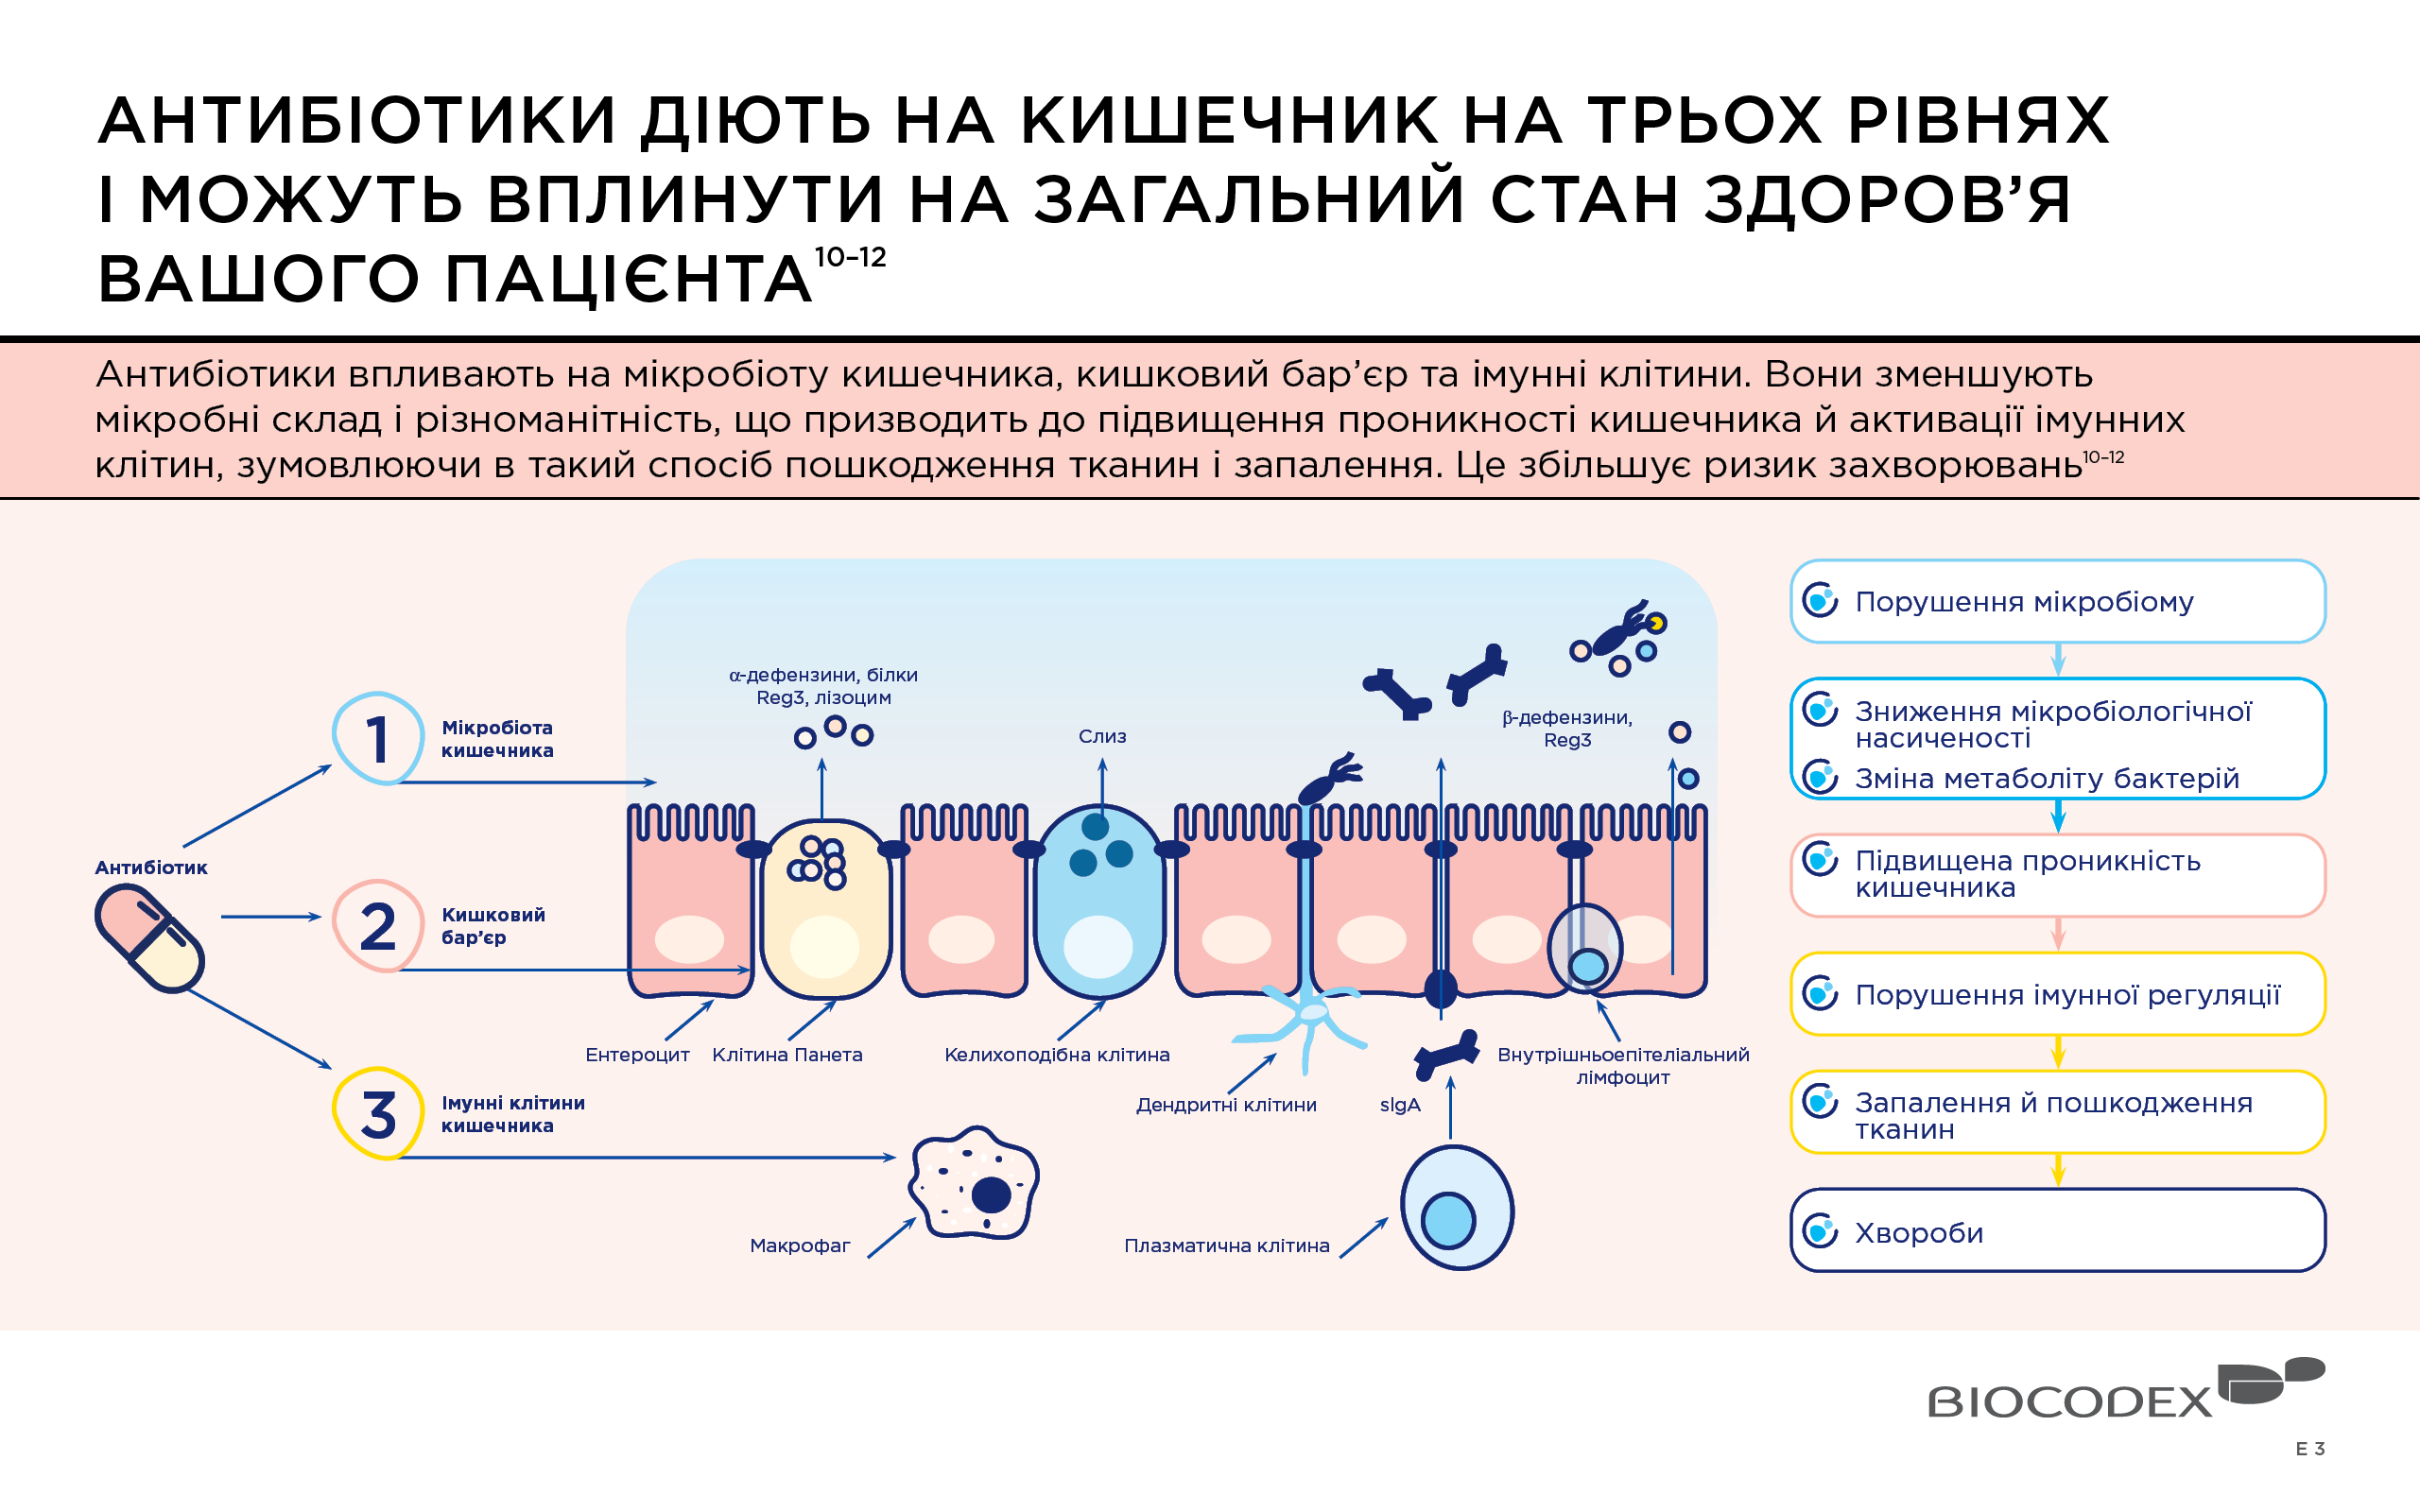 АНТИБІОТИКИ ДІЮТЬ НА КИШЕЧНИК НА ТРЬОХ РІВНЯХ
І МОЖУТЬ ВПЛИНУТИ НА ЗАГАЛЬНИЙ СТАН ЗДОРОВ’Я
ВАШОГО ПАЦІЄНТА10–12
Антибіотики впливають на мікробіоту кишечника, кишковий бар’єр та імунні клітини. Вони зменшують
мікробні склад і різноманітність, що призводить до підвищення проникності кишечника й активації імунних
клітин, зумовлюючи в такий спосіб пошкодження тканин і запалення. Це збільшує ризик захворювань10–12
Антибіотик
1
Мікробіота
кишечника
2
Кишковий
бар’єр
3
Імунні клітини
кишечника
α-дефензини, білки
Reg3, лізоцим
Слиз
β-дефензини,
Reg3
Ентероцит
Клітина Панета
Келихоподібна клітина
Дендритні клітини
sIgA
Внутрішньоепітеліальний
лімфоцит
Макрофаг
Плазматична клітина
Порушення мікробіому
Зниження мікробіологічної
насиченості
Зміна метаболіту бактерій
Підвищена проникність
кишечника
Порушення імунної регуляції
Запалення й пошкодження
тканин
Хвороби
BIOCODEX
E 3